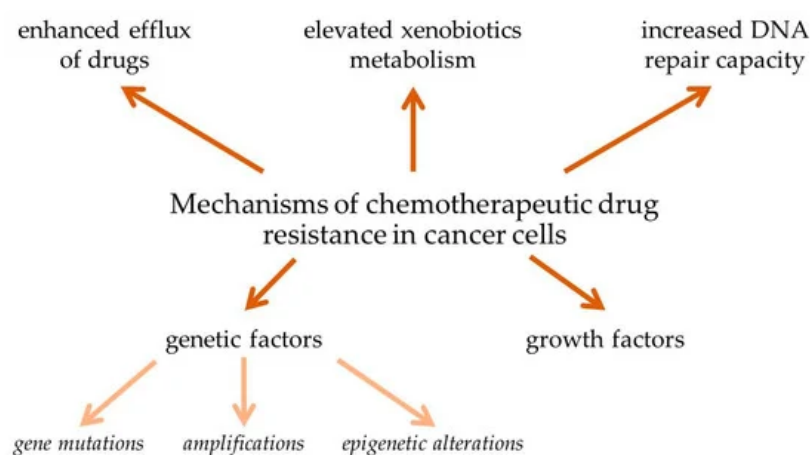 enhanced efflux
of drugs
elevated xenobiotics
metabolism
increased DNA
repair capacity
Mechanisms of chemotherapeutic drug
resistance in cancer cells
genetic factors
growth factors
gene mutations
amplifications
epigenetic alterations